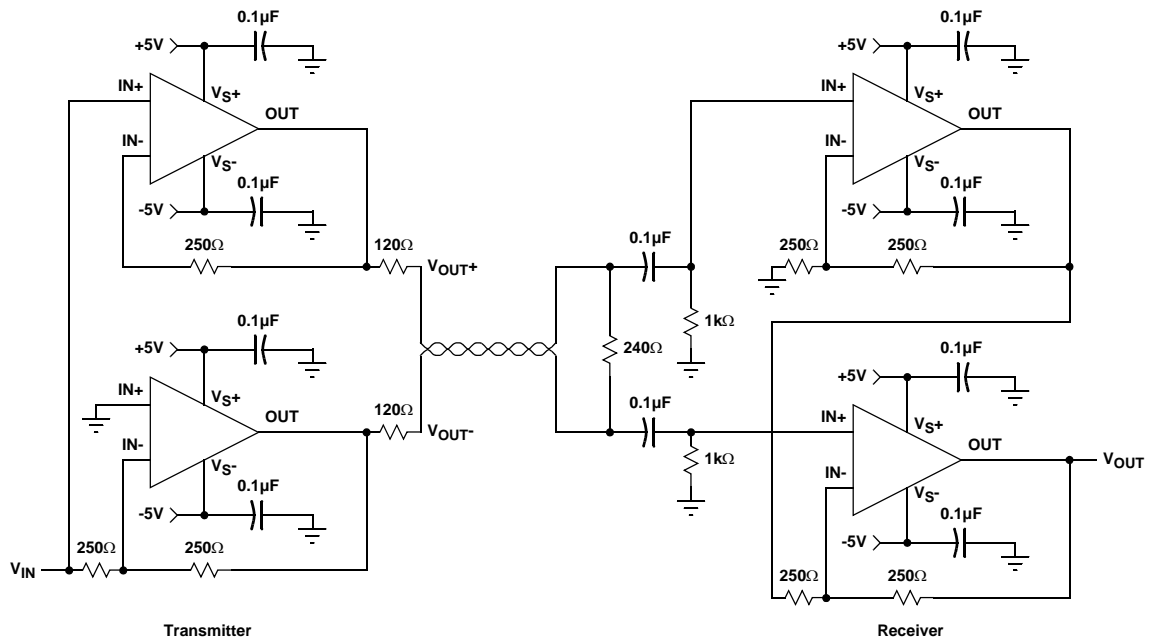 0.1µF
+5V
IN+
VS+
OUT
IN-
VS-
0.1µF
-5V
250Ω
120Ω
VOUT+
0.1µF
+5V
IN+
VS+
OUT
120Ω
VOUT-
IN-
VS-
0.1µF
-5V
250Ω
250Ω
VIN
Transmitter
0.1µF
1kΩ
240Ω
0.1µF
1kΩ
0.1µF
+5V
IN+
VS+
OUT
IN-
VS-
0.1µF
-5V
250Ω
250Ω
0.1µF
+5V
IN+
VS+
OUT
VOUT
IN-
VS-
0.1µF
-5V
250Ω
250Ω
Receiver